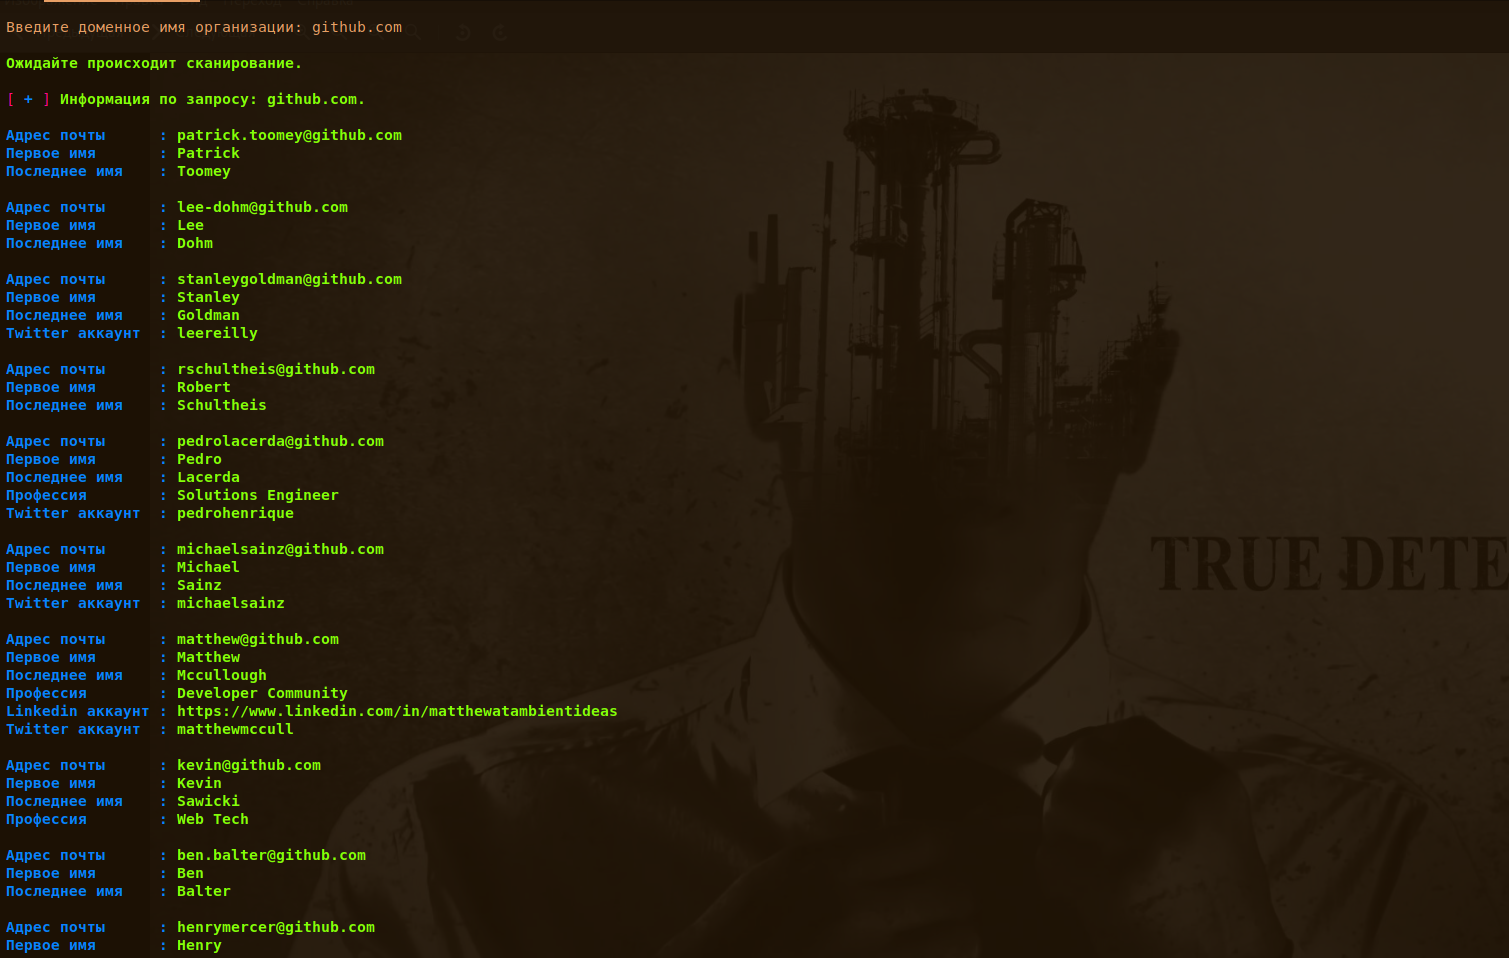 Введите доменное имя организации: github.com
Ожидайте происходит сканирование.
[ + ] Информация по запросу: github.com.
Адрес почты : patrick.toomey@github.com
Первое имя : Patrick
Последнее имя : Toomey
Адрес почты : lee-dohm@github.com
Первое имя : Lee
Последнее имя : Dohm
Адрес почты : stanleygoldman@github.com
Первое имя : Stanley
Последнее имя : Goldman
Twitter аккаунт : leereilly
Адрес почты : rschultheis@github.com
Первое имя : Robert
Последнее имя : Schultheis
Адрес почты : pedrolacerda@github.com
Первое имя : Pedro
Последнее имя : Lacerda
Профессия : Solutions Engineer
Twitter аккаунт : pedrohenrique
Адрес почты : michaelsainz@github.com
Первое имя : Michael
Последнее имя : Sainz
Twitter аккаунт : michaelsainz
Адрес почты : matthew@github.com
Первое имя : Matthew
Последнее имя : Mccullough
Профессия : Developer Community
Linkedin аккаунт : https://www.linkedin.com/in/matthewatambientideas
Twitter аккаунт : matthewmccull
Адрес почты : kevin@github.com
Первое имя : Kevin
Последнее имя : Sawicki
Профессия : Web Tech
Адрес почты : ben.balter@github.com
Первое имя : Ben
Последнее имя : Balter
Адрес почты : henrymercer@github.com
Первое имя : Henry
TRUE DETE